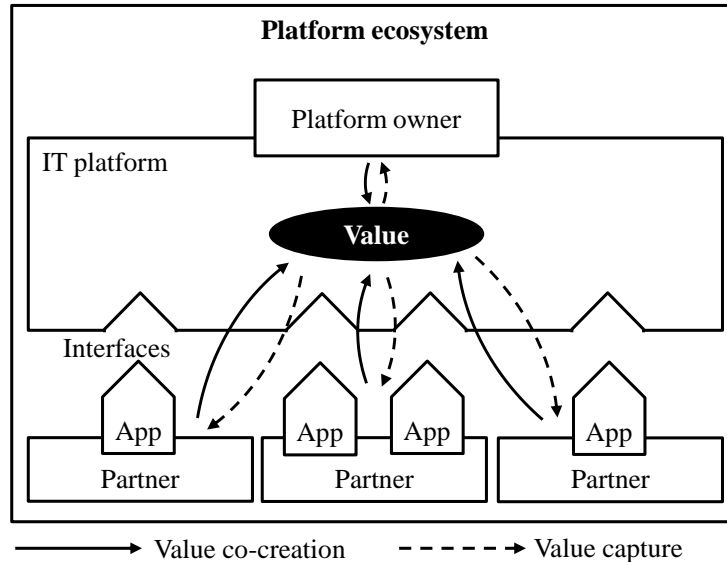 Platform ecosystem
Platform owner
IT platform
Value
Interfaces
App
App
App
App
Partner
Partner
Partner
Value co-creation
Value capture